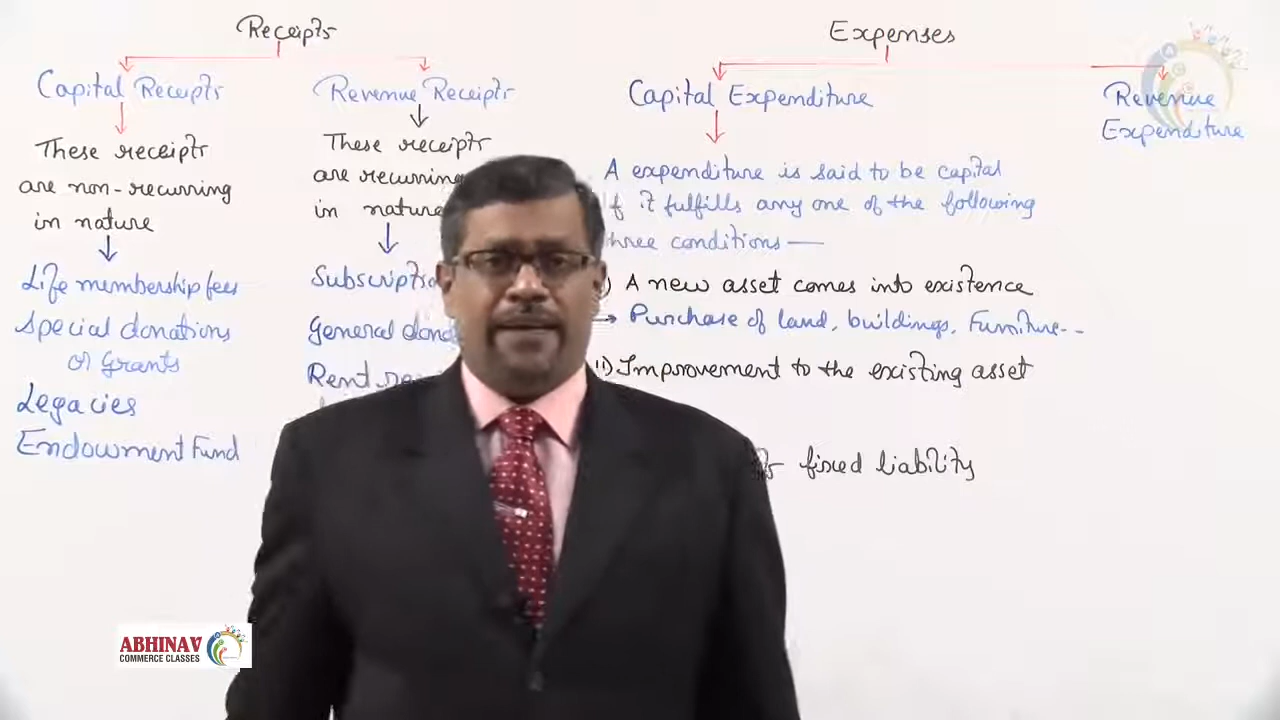 Receipts
Capital Receipts
These receipts
are non-recurring
in nature
Life membership fees
Special donations
or Grants
Legacies
Endowment Fund
Revenue Receipts
These receipts
are recurring
in nature
General
Rent
Expenses
Capital Expenditure
A expenditure is said to be capital
if it fulfills any one of the following
three conditions —
A new asset comes into existence
→ Purchase of land, buildings, Furniture--
ii) Improvement to the existing asset
fixed liability
Revenue
Expenditure
ABHINAV
COMMERCE CLASSES